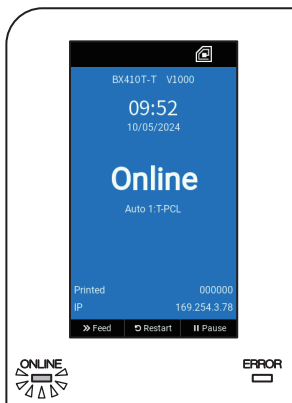 BX410T-T V1000
09:52
10/05/2024
Online
Auto 1:T-PCL
Printed 000000
IP 169.254.3.78
Feed Restart Pause
ONLINE ERROR